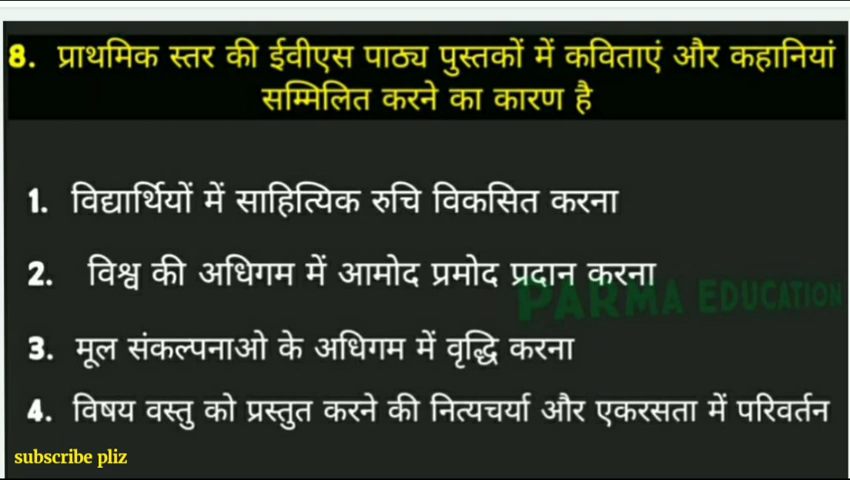 8. प्राथमिक स्तर की ईवीएस पाठ्य पुस्तकों में कविताएं और कहानियां
सम्मिलित करने का कारण है
1. विद्यार्थियों में साहित्यिक रुचि विकसित करना
2. विश्व की अधिगम में आमोद प्रमोद प्रदान करना
PARMA EDUCATION
3. मूल संकल्पनाओ के अधिगम में वृद्धि करना
4. विषय वस्तु को प्रस्तुत करने की नित्यचर्या और एकरसता में परिवर्तन
subscribe pliz